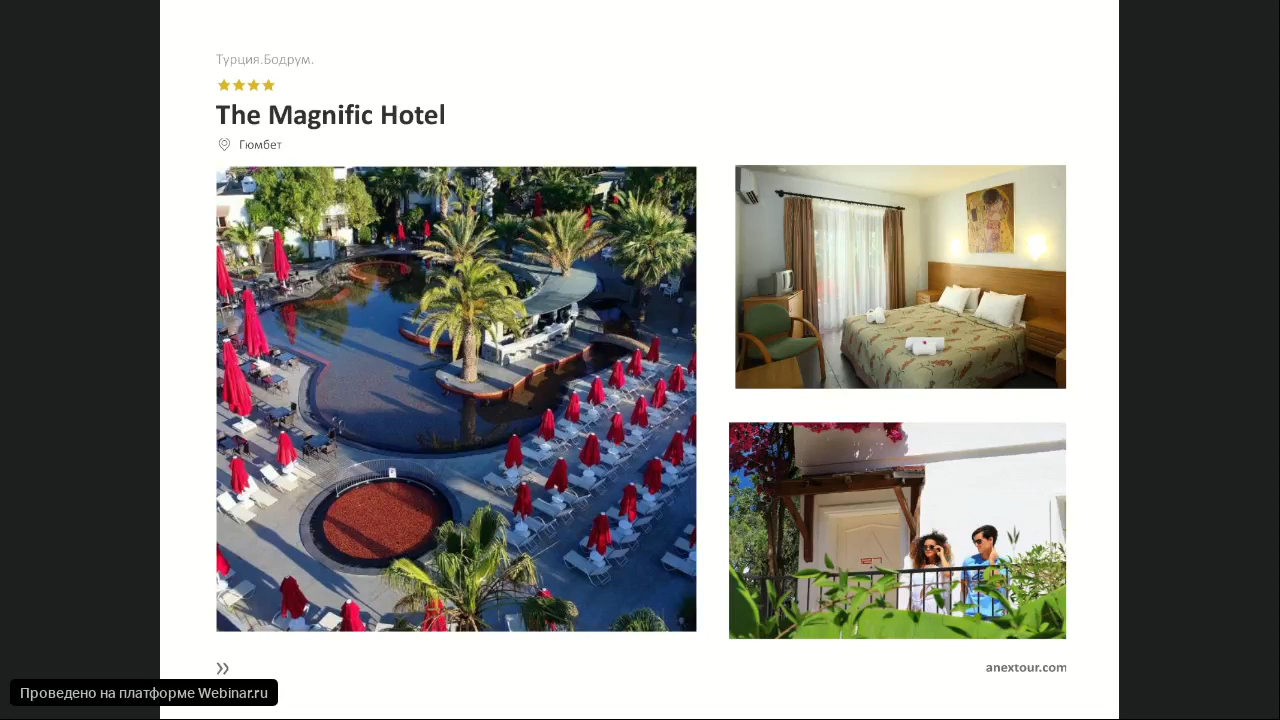 Турция.Бодрум.
The Magnific Hotel
Гюмбет
anextour.com
Проведено на платформе Webinar.ru